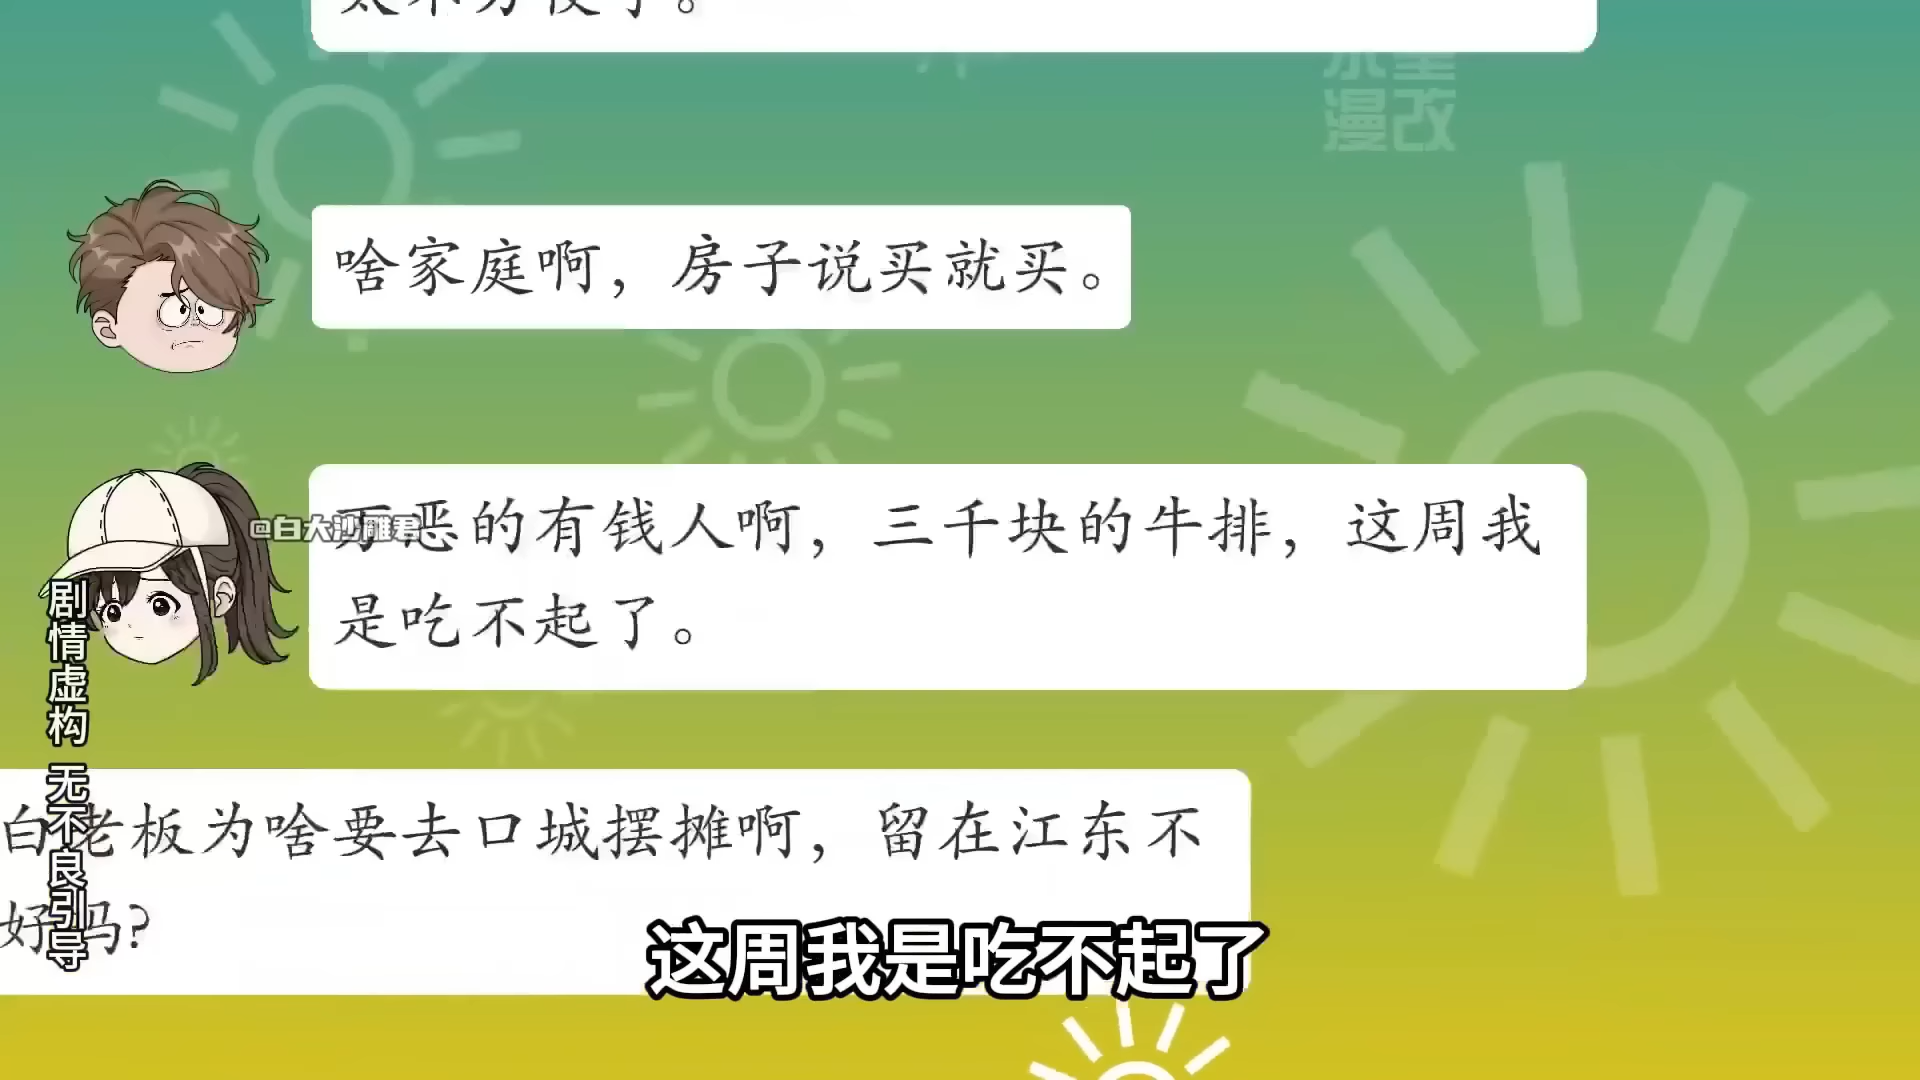 啥家庭啊，房子说买就买。
万恶的有钱人啊，三千块的牛排，这周我
是吃不起了。
@白大沙雕君
剧情虚构 无不良引导
白老板为啥要去口城摆摊啊，留在江东不
好吗?
这周我是吃不起了
漫改